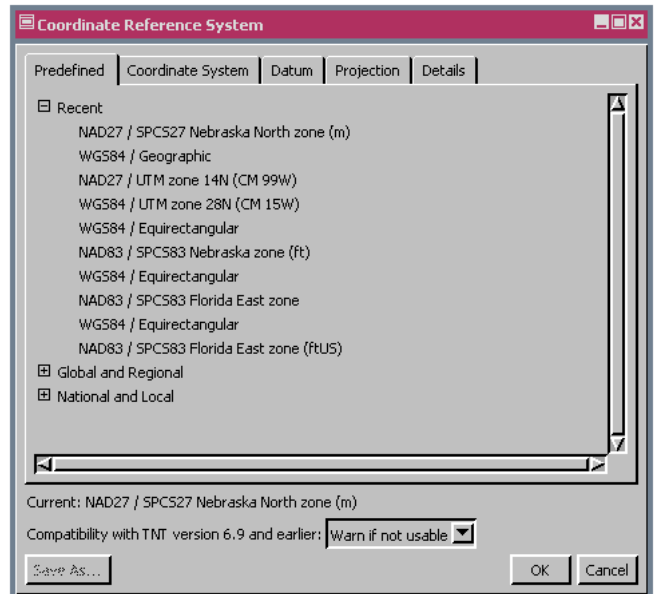 Coordinate Reference System
Predefined Coordinate System Datum Projection Details
Recent
NAD27 / SPCS27 Nebraska North zone (m)
WGS84 / Geographic
NAD27 / UTM zone 14N (CM 99W)
WGS84 / UTM zone 28N (CM 15W)
WGS84 / Equirectangular
NAD83 / SPCS83 Nebraska zone (ft)
WGS84 / Equirectangular
NAD83 / SPCS83 Florida East zone
WGS84 / Equirectangular
NAD83 / SPCS83 Florida East zone (ftUS)
Global and Regional
National and Local
Current: NAD27 / SPCS27 Nebraska North zone (m)
Compatibility with TNT version 6.9 and earlier: Warn if not usable
Save As... OK Cancel